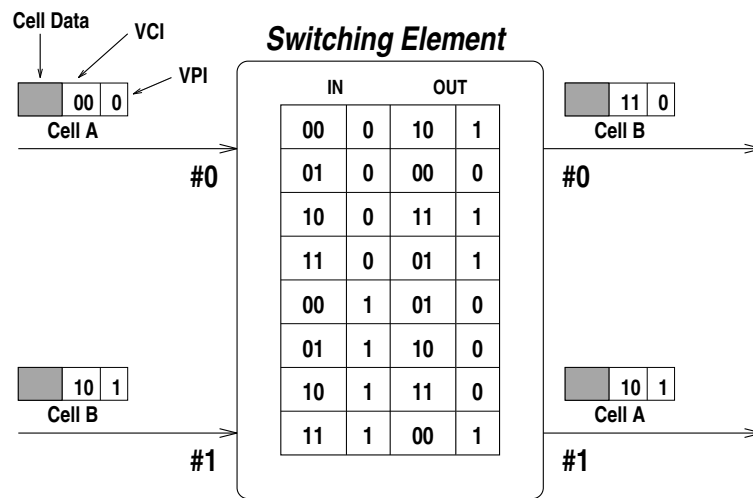 Cell Data
VCI
VPI
Switching Element
00 0
Cell A
#0
IN OUT
00 0 10 1
01 0 00 0
10 0 11 1
11 0 01 1
00 1 01 0
01 1 10 0
10 1 11 0
11 1 00 1
11 0
Cell B
#0
10 1
Cell B
#1
10 1
Cell A
#1